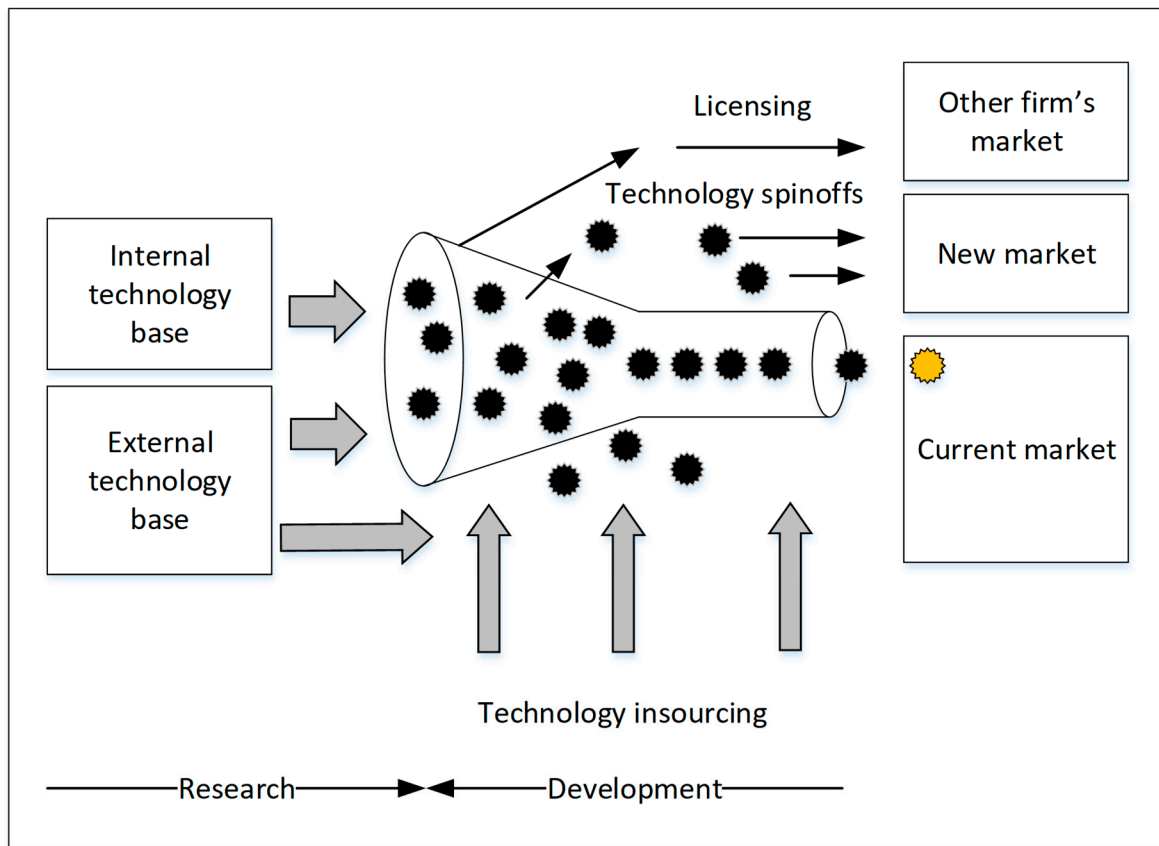 Licensing
Other firm’s
market
Technology spinoffs
Internal
technology
base
New market
External
technology
base
Current market
Technology insourcing
Research
Development